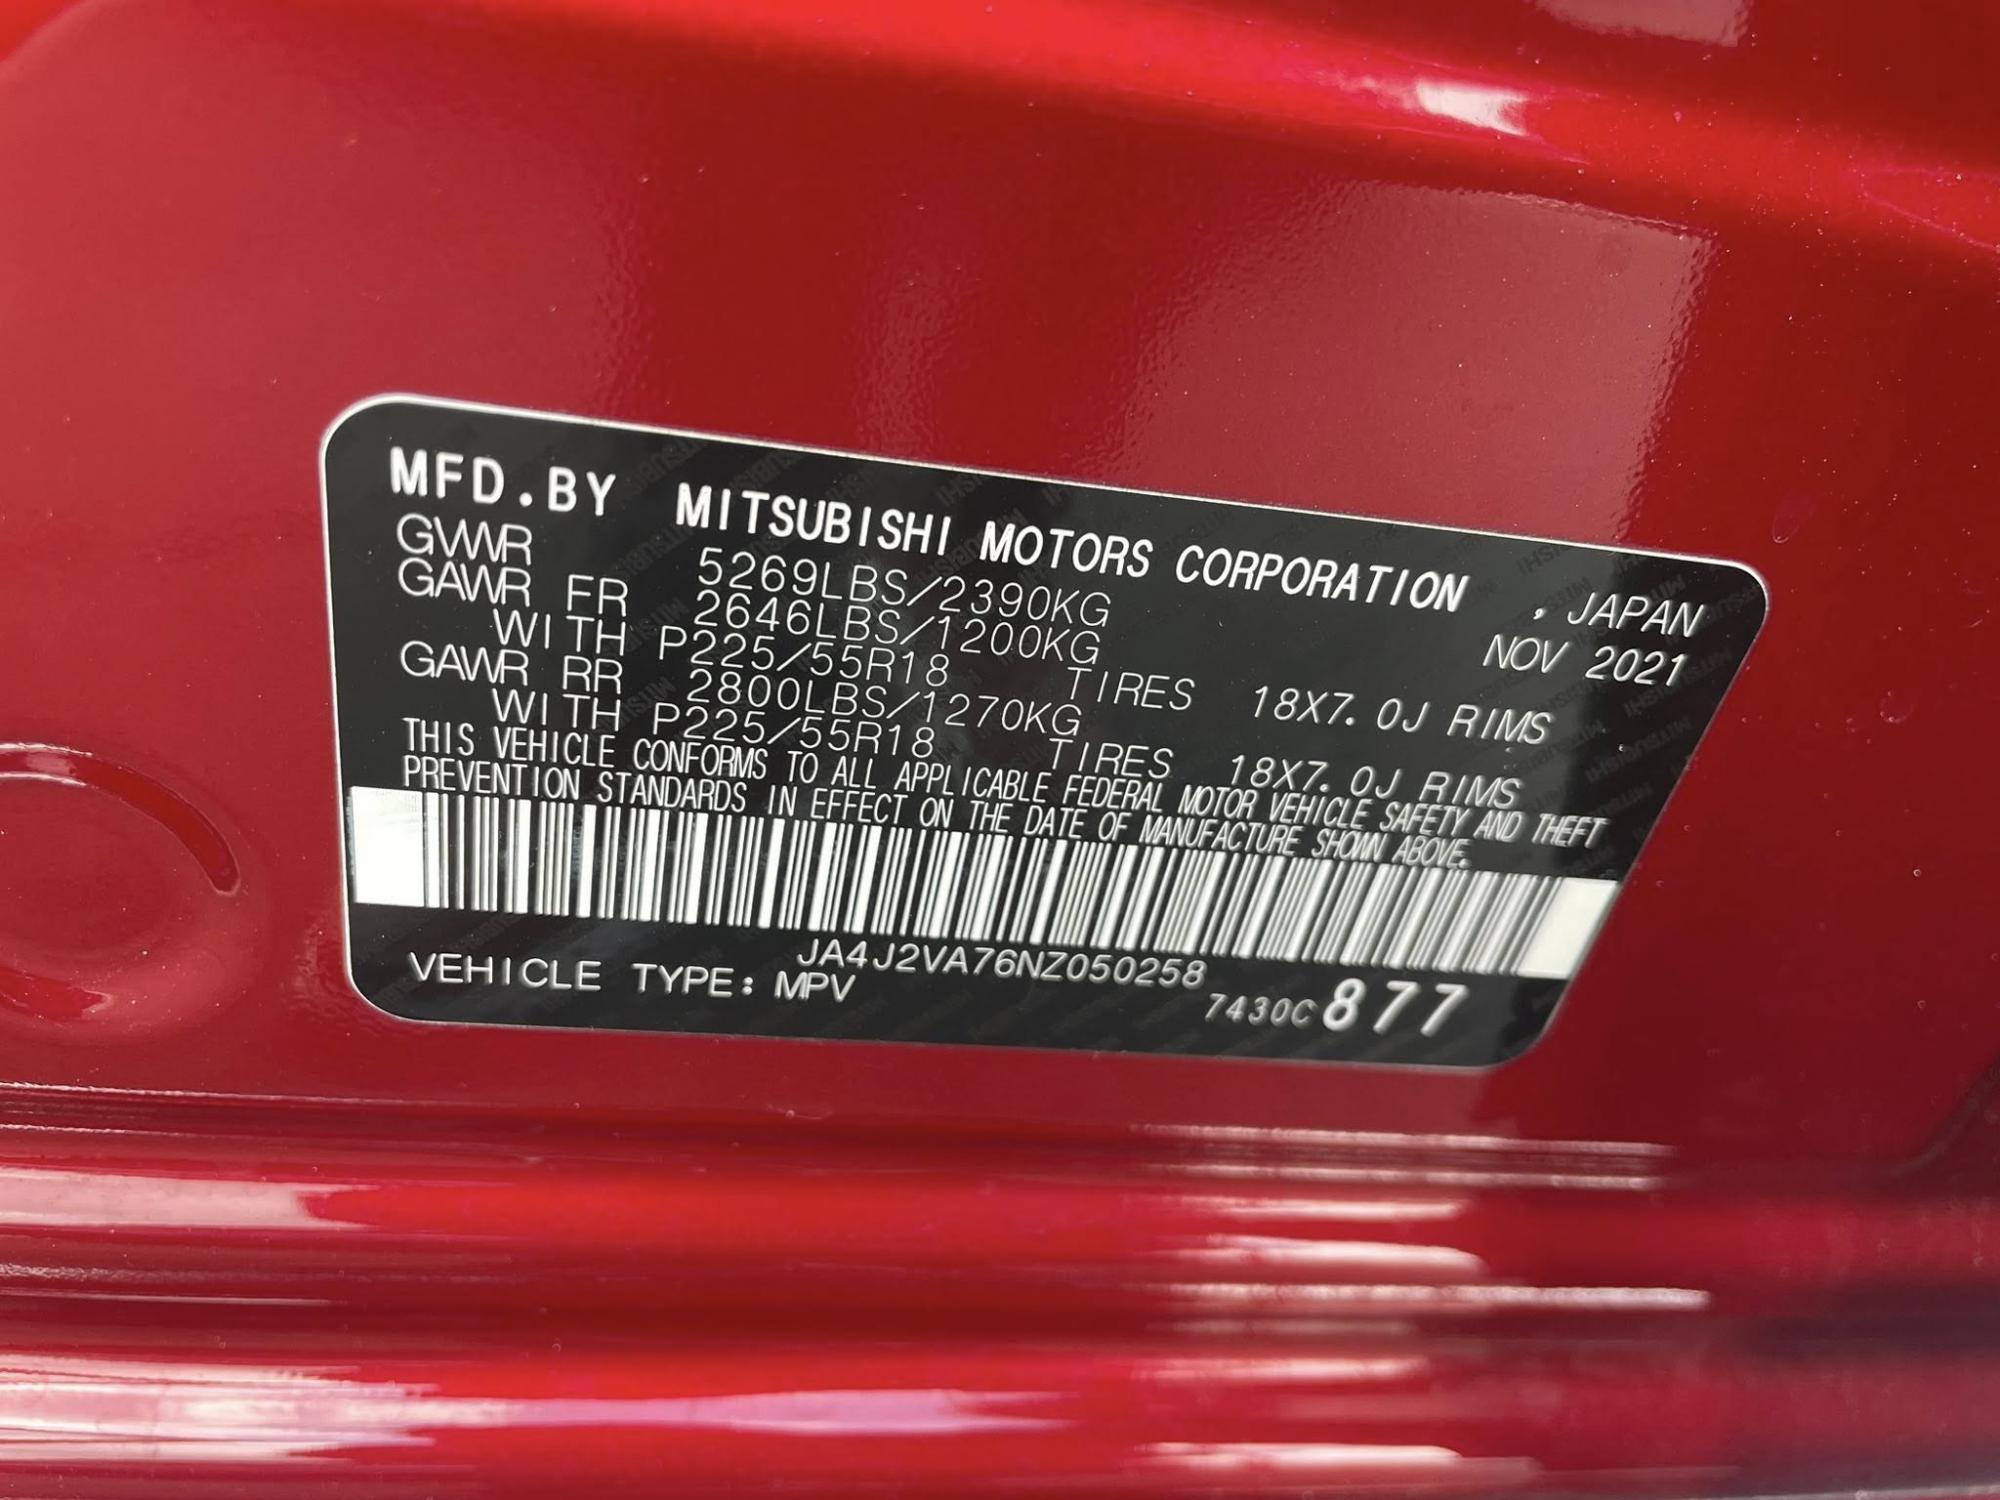 MFD.BY MITSUBISHI MOTORS CORPORATION , JAPAN
GVWR 5269LBS/2390KG NOV 2021
GAWR FR 2646LBS/1200KG
WITH P225/55R18 TIRES 18X7.0J RIMS
GAWR RR 2800LBS/1270KG
WITH P225/55R18 TIRES 18X7.0J RIMS
THIS VEHICLE CONFORMS TO ALL APPLICABLE FEDERAL MOTOR VEHICLE SAFETY AND THEFT
PREVENTION STANDARDS IN EFFECT ON THE DATE OF MANUFACTURE SHOWN ABOVE.
JA4J2VA76NZ050258
VEHICLE TYPE: MPV 7430C 877